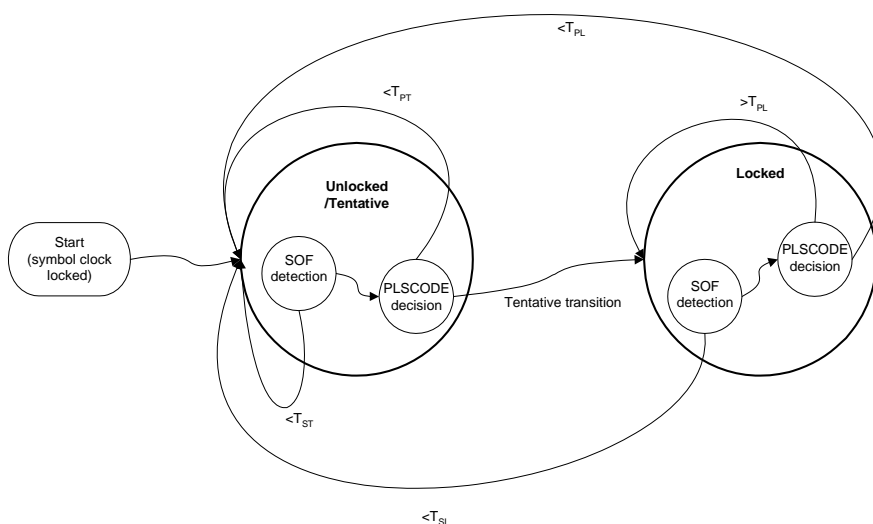 <T_PL
<T_PT
>T_PL
Unlocked
/Tentative
Locked
Start
(symbol clock
locked)
SOF
detection
PLSCODE
decision
Tentative transition
SOF
detection
PLSCODE
decision
<T_ST
<T_SL